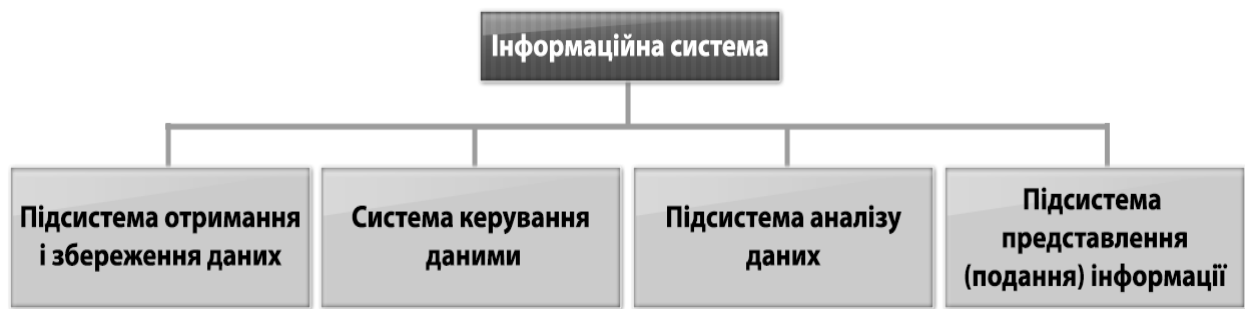 Інформаційна система
Підсистема отримання
і збереження даних
Система керування
даними
Підсистема аналізу
даних
Підсистема
представлення
(подання) інформації